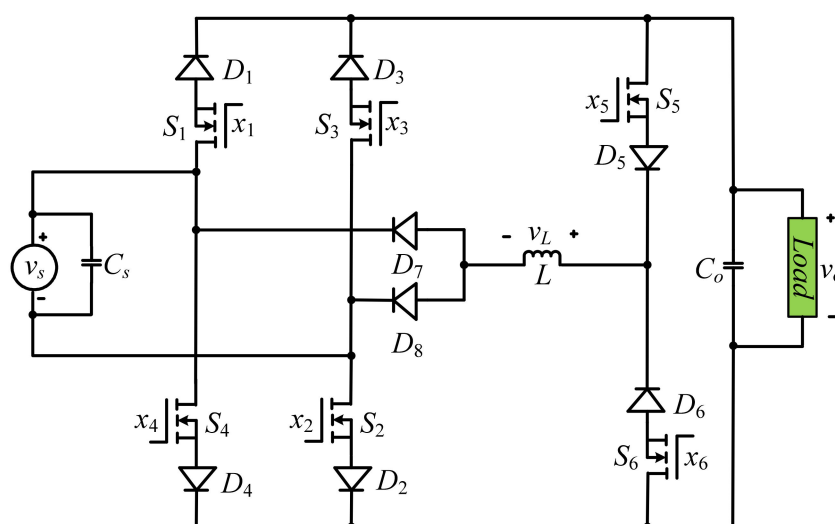 D1
D3
S1
x1
S3
x3
x5
S5
D5
+
vs
-
Cs
D7
-
vL
+
L
D8
Co
Load
+
-
x4
S4
x2
S2
D6
S6
x6
D4
D2